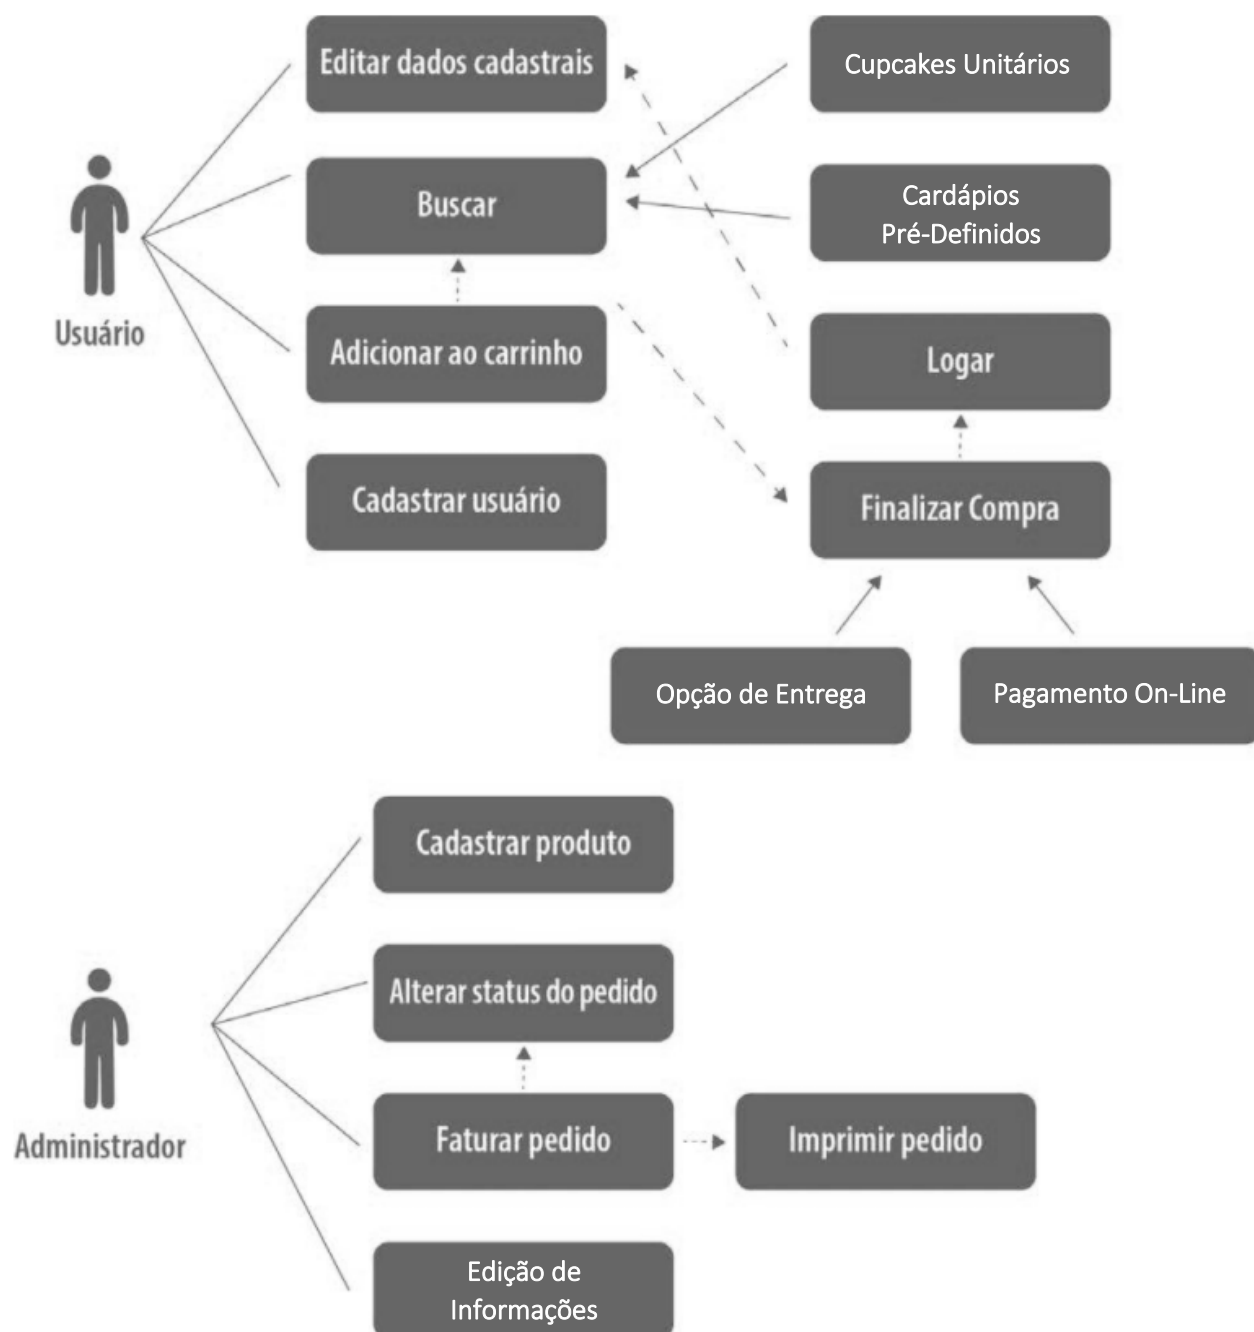 Editar dados cadastrais
Cupcakes Unitários
Buscar
Cardápios
Pré-Definidos
Usuário
Adicionar ao carrinho
Logar
Cadastrar usuário
Finalizar Compra
Opção de Entrega
Pagamento On-Line
Cadastrar produto
Alterar status do pedido
Administrador
Faturar pedido
Imprimir pedido
Edição de
Informações